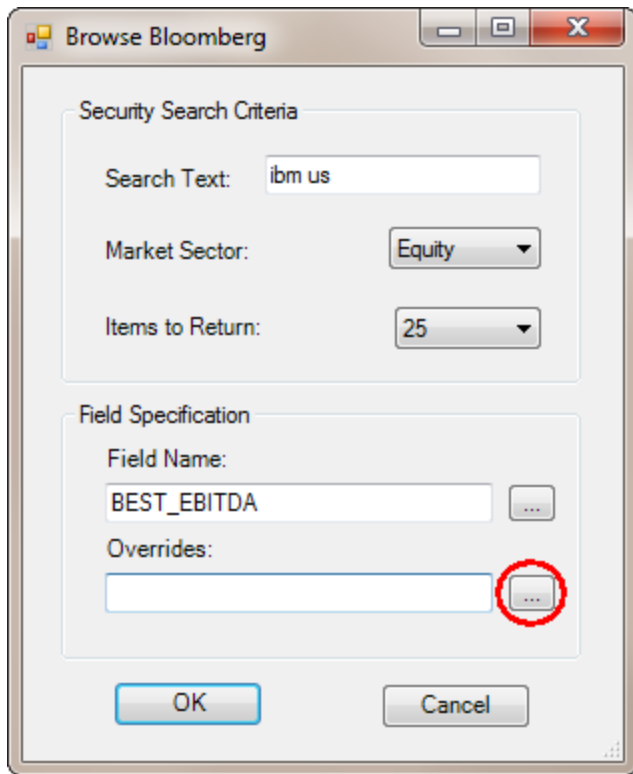 Browse Bloomberg
Security Search Criteria
Search Text: ibm us
Market Sector: Equity
Items to Return: 25
Field Specification
Field Name:
BEST_EBITDA ...
Overrides:
...
OK Cancel